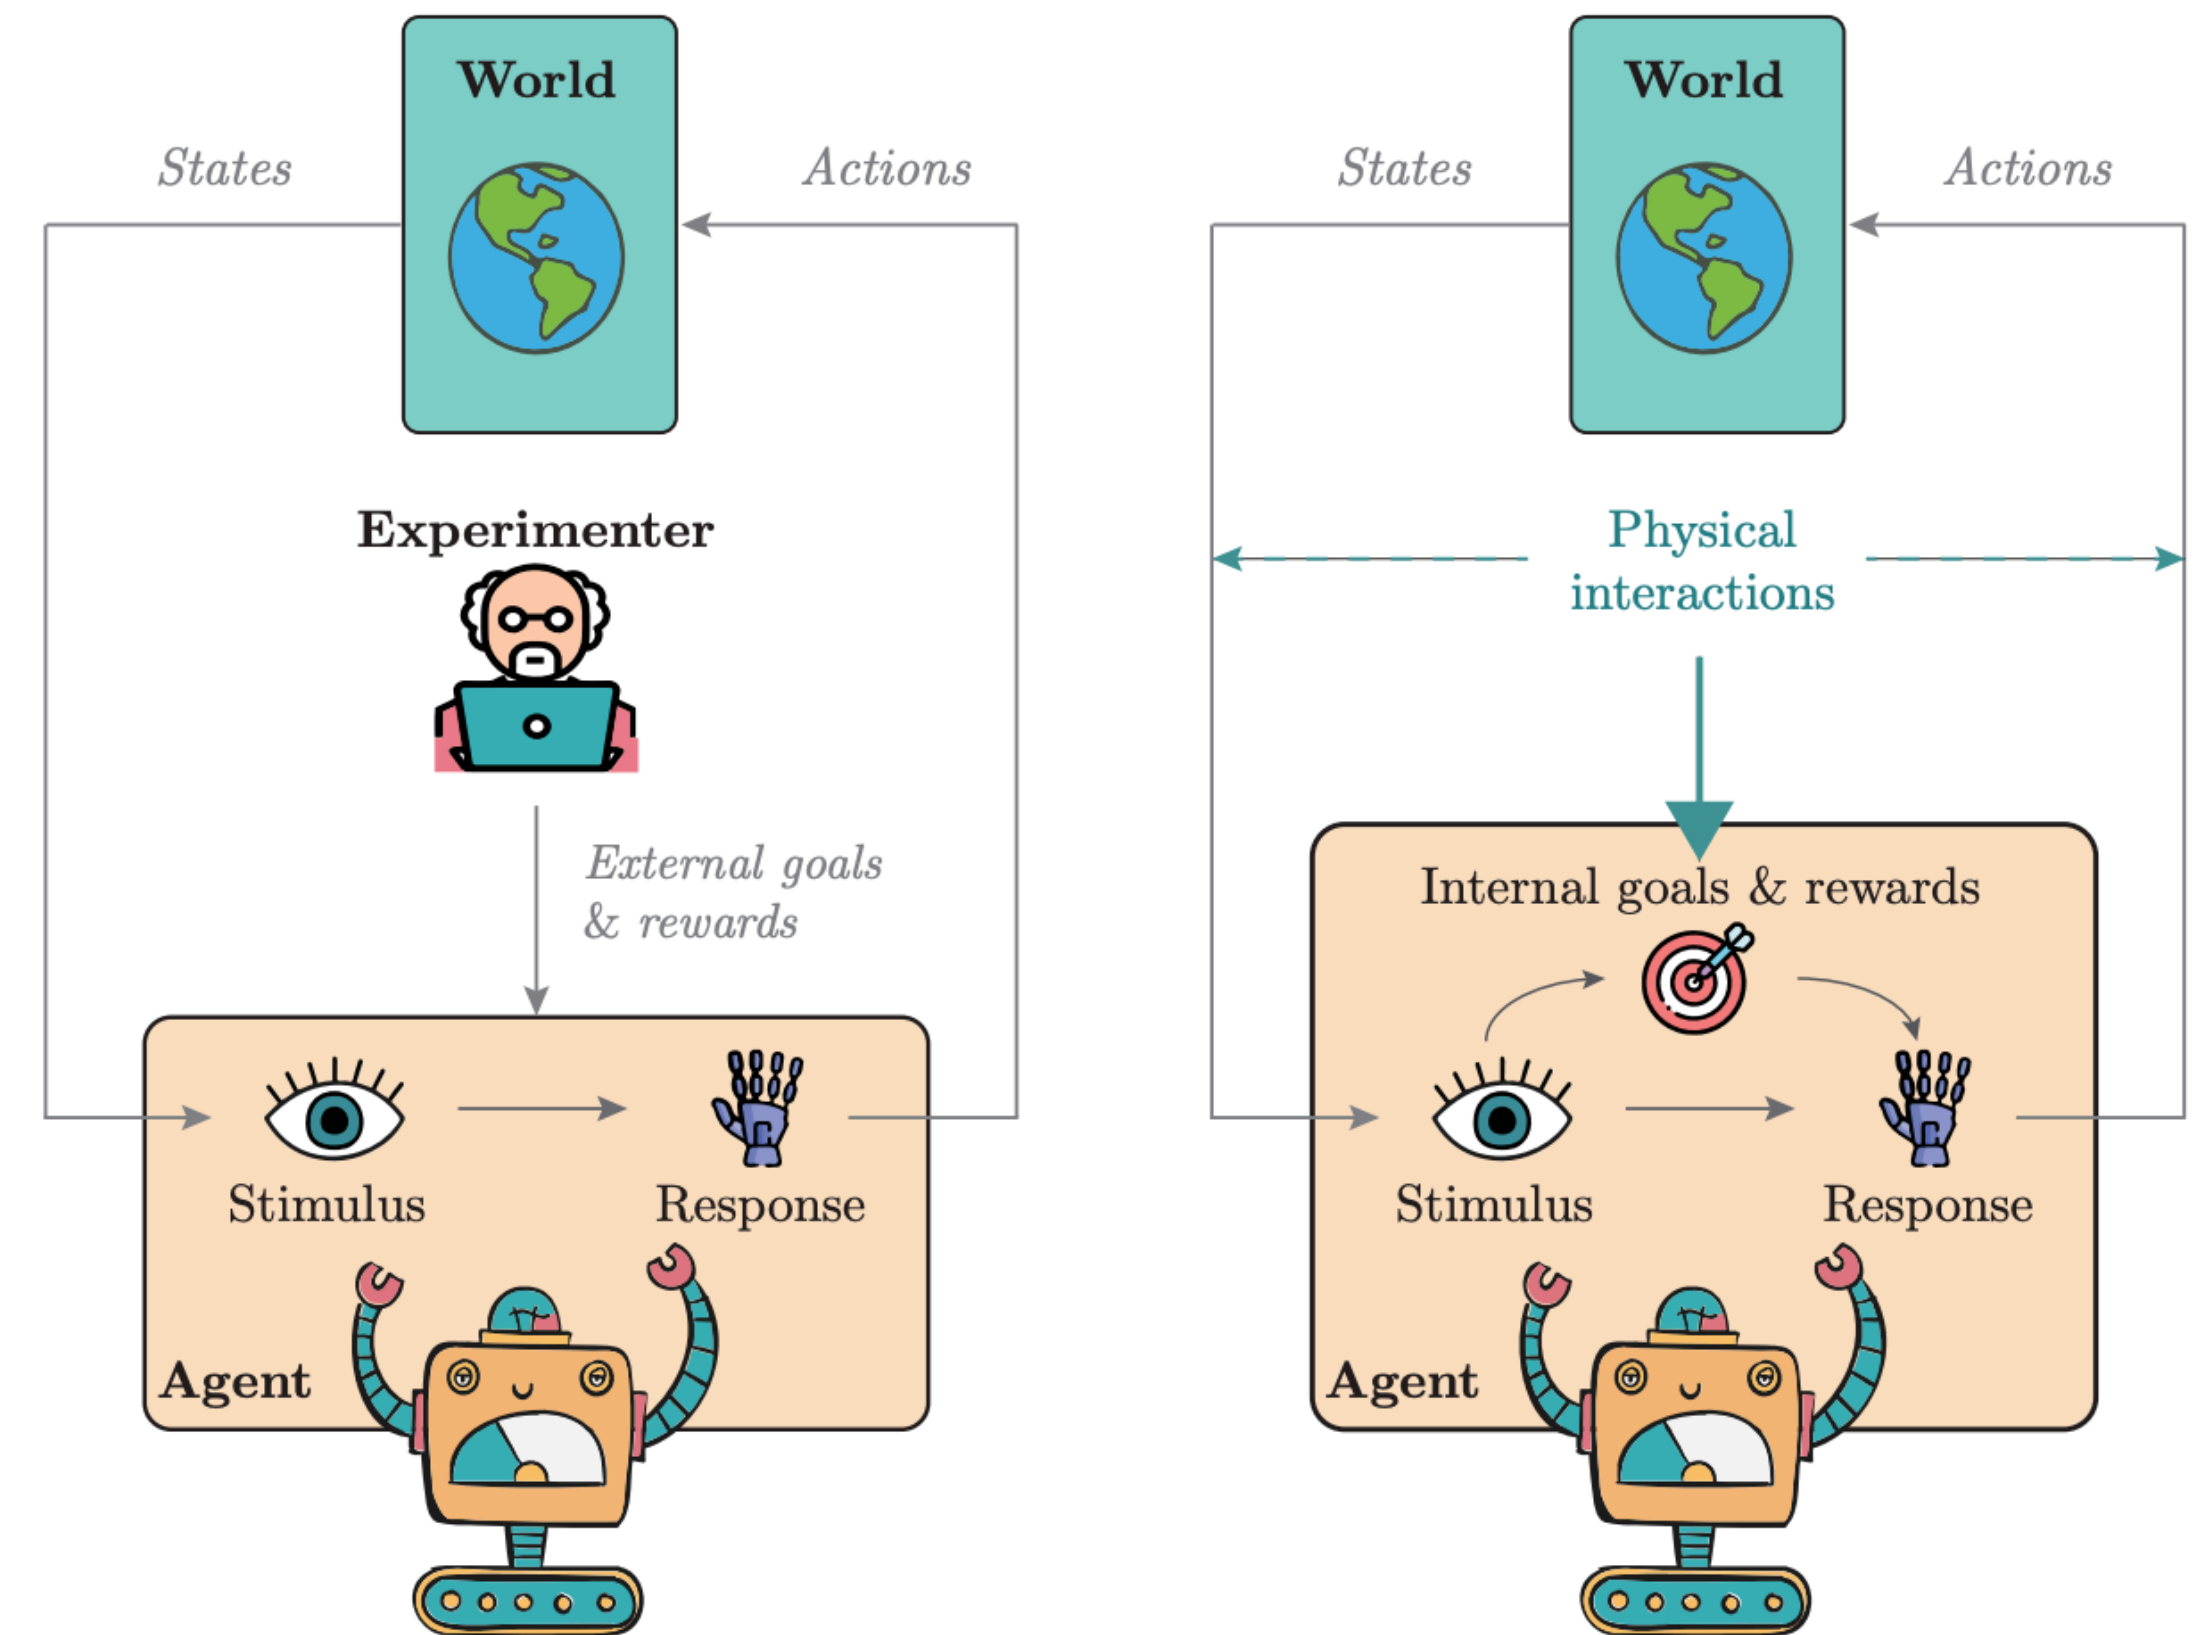 World
States
Actions
Experimenter
External goals
& rewards
Stimulus
Response
Agent
World
States
Actions
Physical
interactions
Internal goals & rewards
Stimulus
Response
Agent